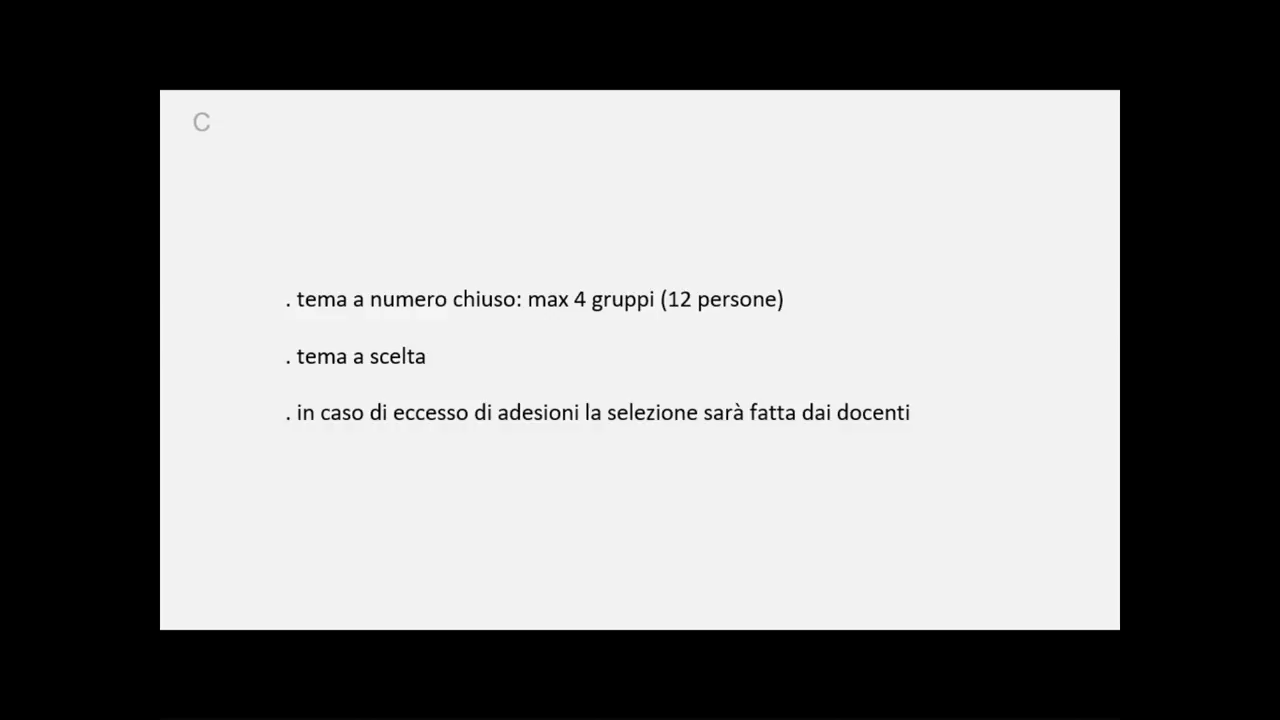 C
. tema a numero chiuso: max 4 gruppi (12 persone)
. tema a scelta
. in caso di eccesso di adesioni la selezione sarà fatta dai docenti